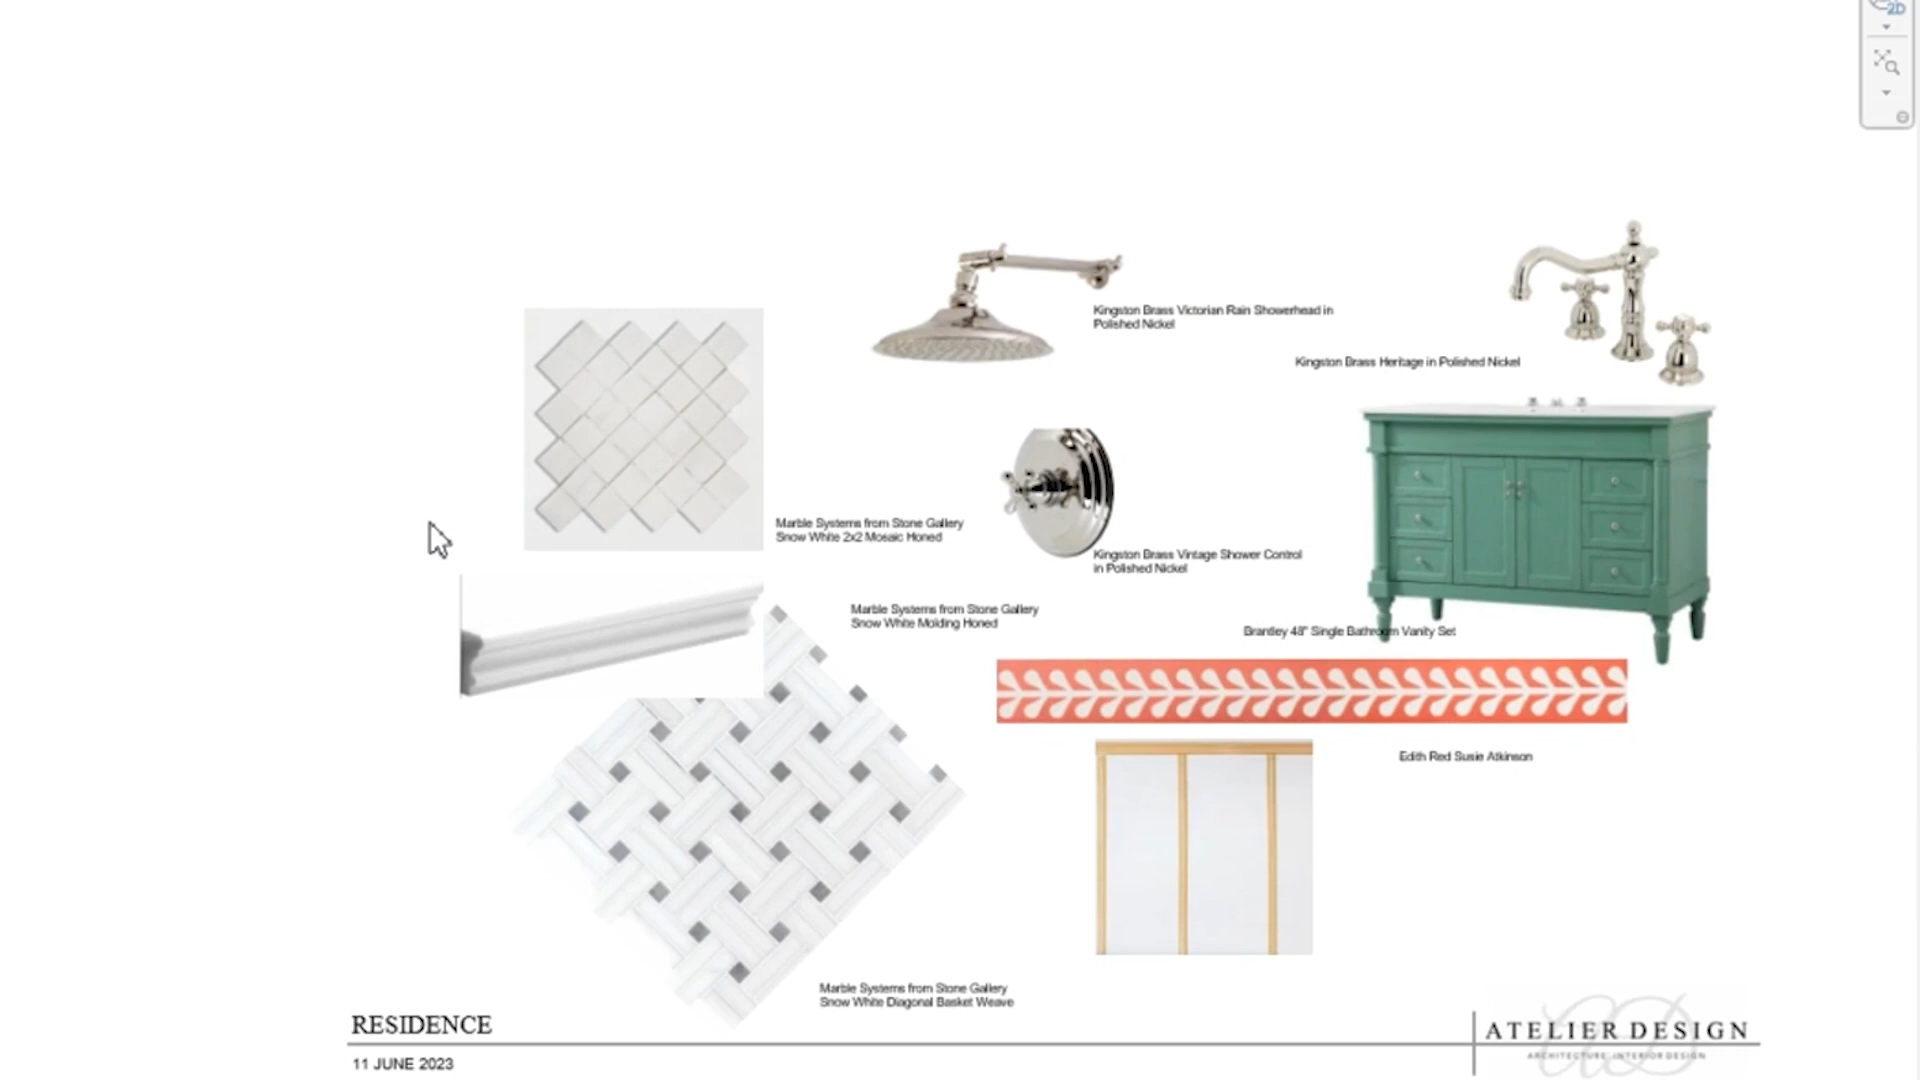 2D
Kingston Brass Victorian Rain Showerhead in
Polished Nickel
Kingston Brass Heritage in Polished Nickel
Marble Systems from Stone Gallery
Snow White 2x2 Mosaic Honed
Kingston Brass Vintage Shower Control
in Polished Nickel
Marble Systems from Stone Gallery
Snow White Molding Honed
Brantley 48" Single Bathroom Vanity Set
Edith Red Susie Atkinson
Marble Systems from Stone Gallery
Snow White Diagonal Basket Weave
RESIDENCE
11 JUNE 2023
ATELIER DESIGN
ARCHITECTURE INTERIOR DESIGN